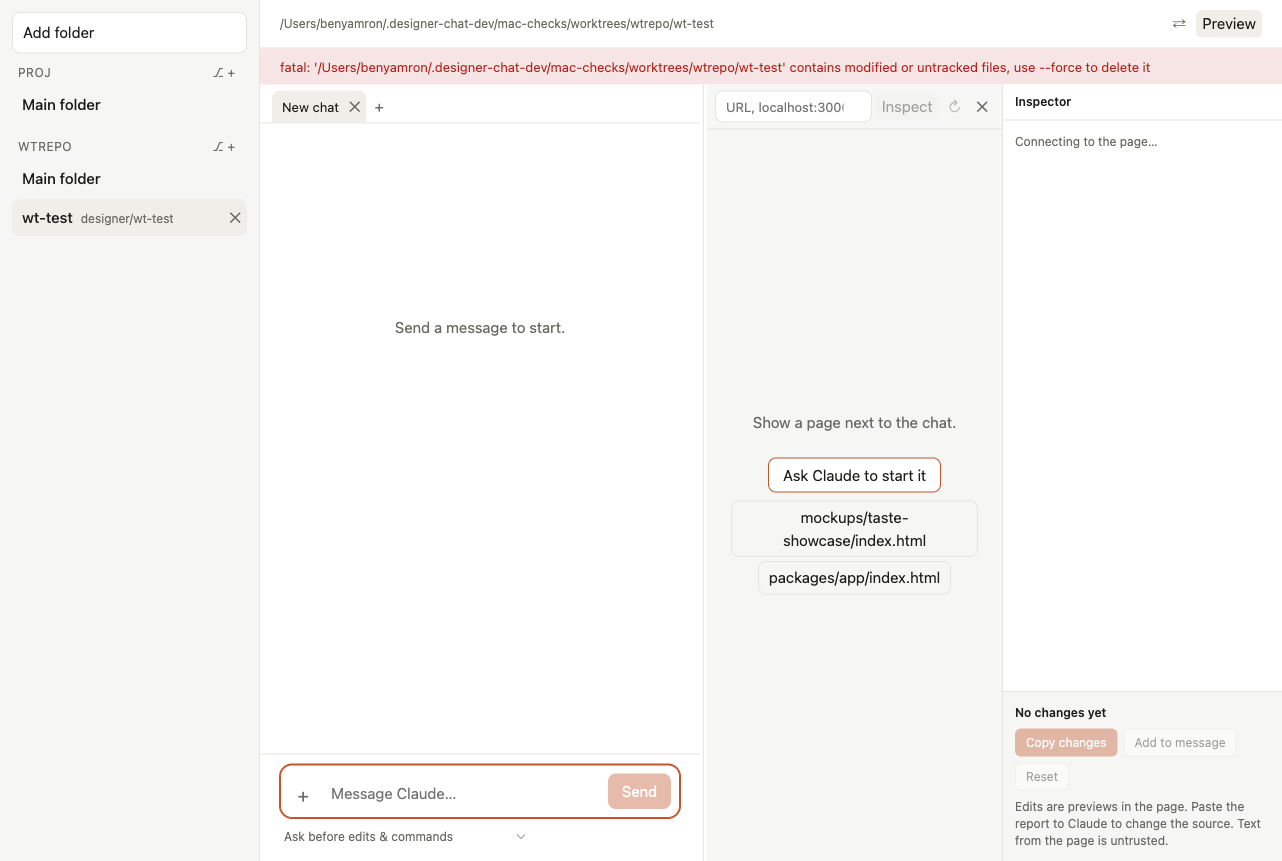 Add folder
PROJ
Main folder
WTREPO
Main folder
wt-test designer/wt-test
/Users/benyamron/.designer-chat-dev/mac-checks/worktrees/wtrepo/wt-test
Preview
fatal: '/Users/benyamron/.designer-chat-dev/mac-checks/worktrees/wtrepo/wt-test' contains modified or untracked files, use --force to delete it
New chat
Send a message to start.
Message Claude...
Send
Ask before edits & commands
URL, localhost:300
Inspect
Show a page next to the chat.
Ask Claude to start it
mockups/taste-
showcase/index.html
packages/app/index.html
Inspector
Connecting to the page...
No changes yet
Copy changes
Add to message
Reset
Edits are previews in the page. Paste the
report to Claude to change the source. Text
from the page is untrusted.